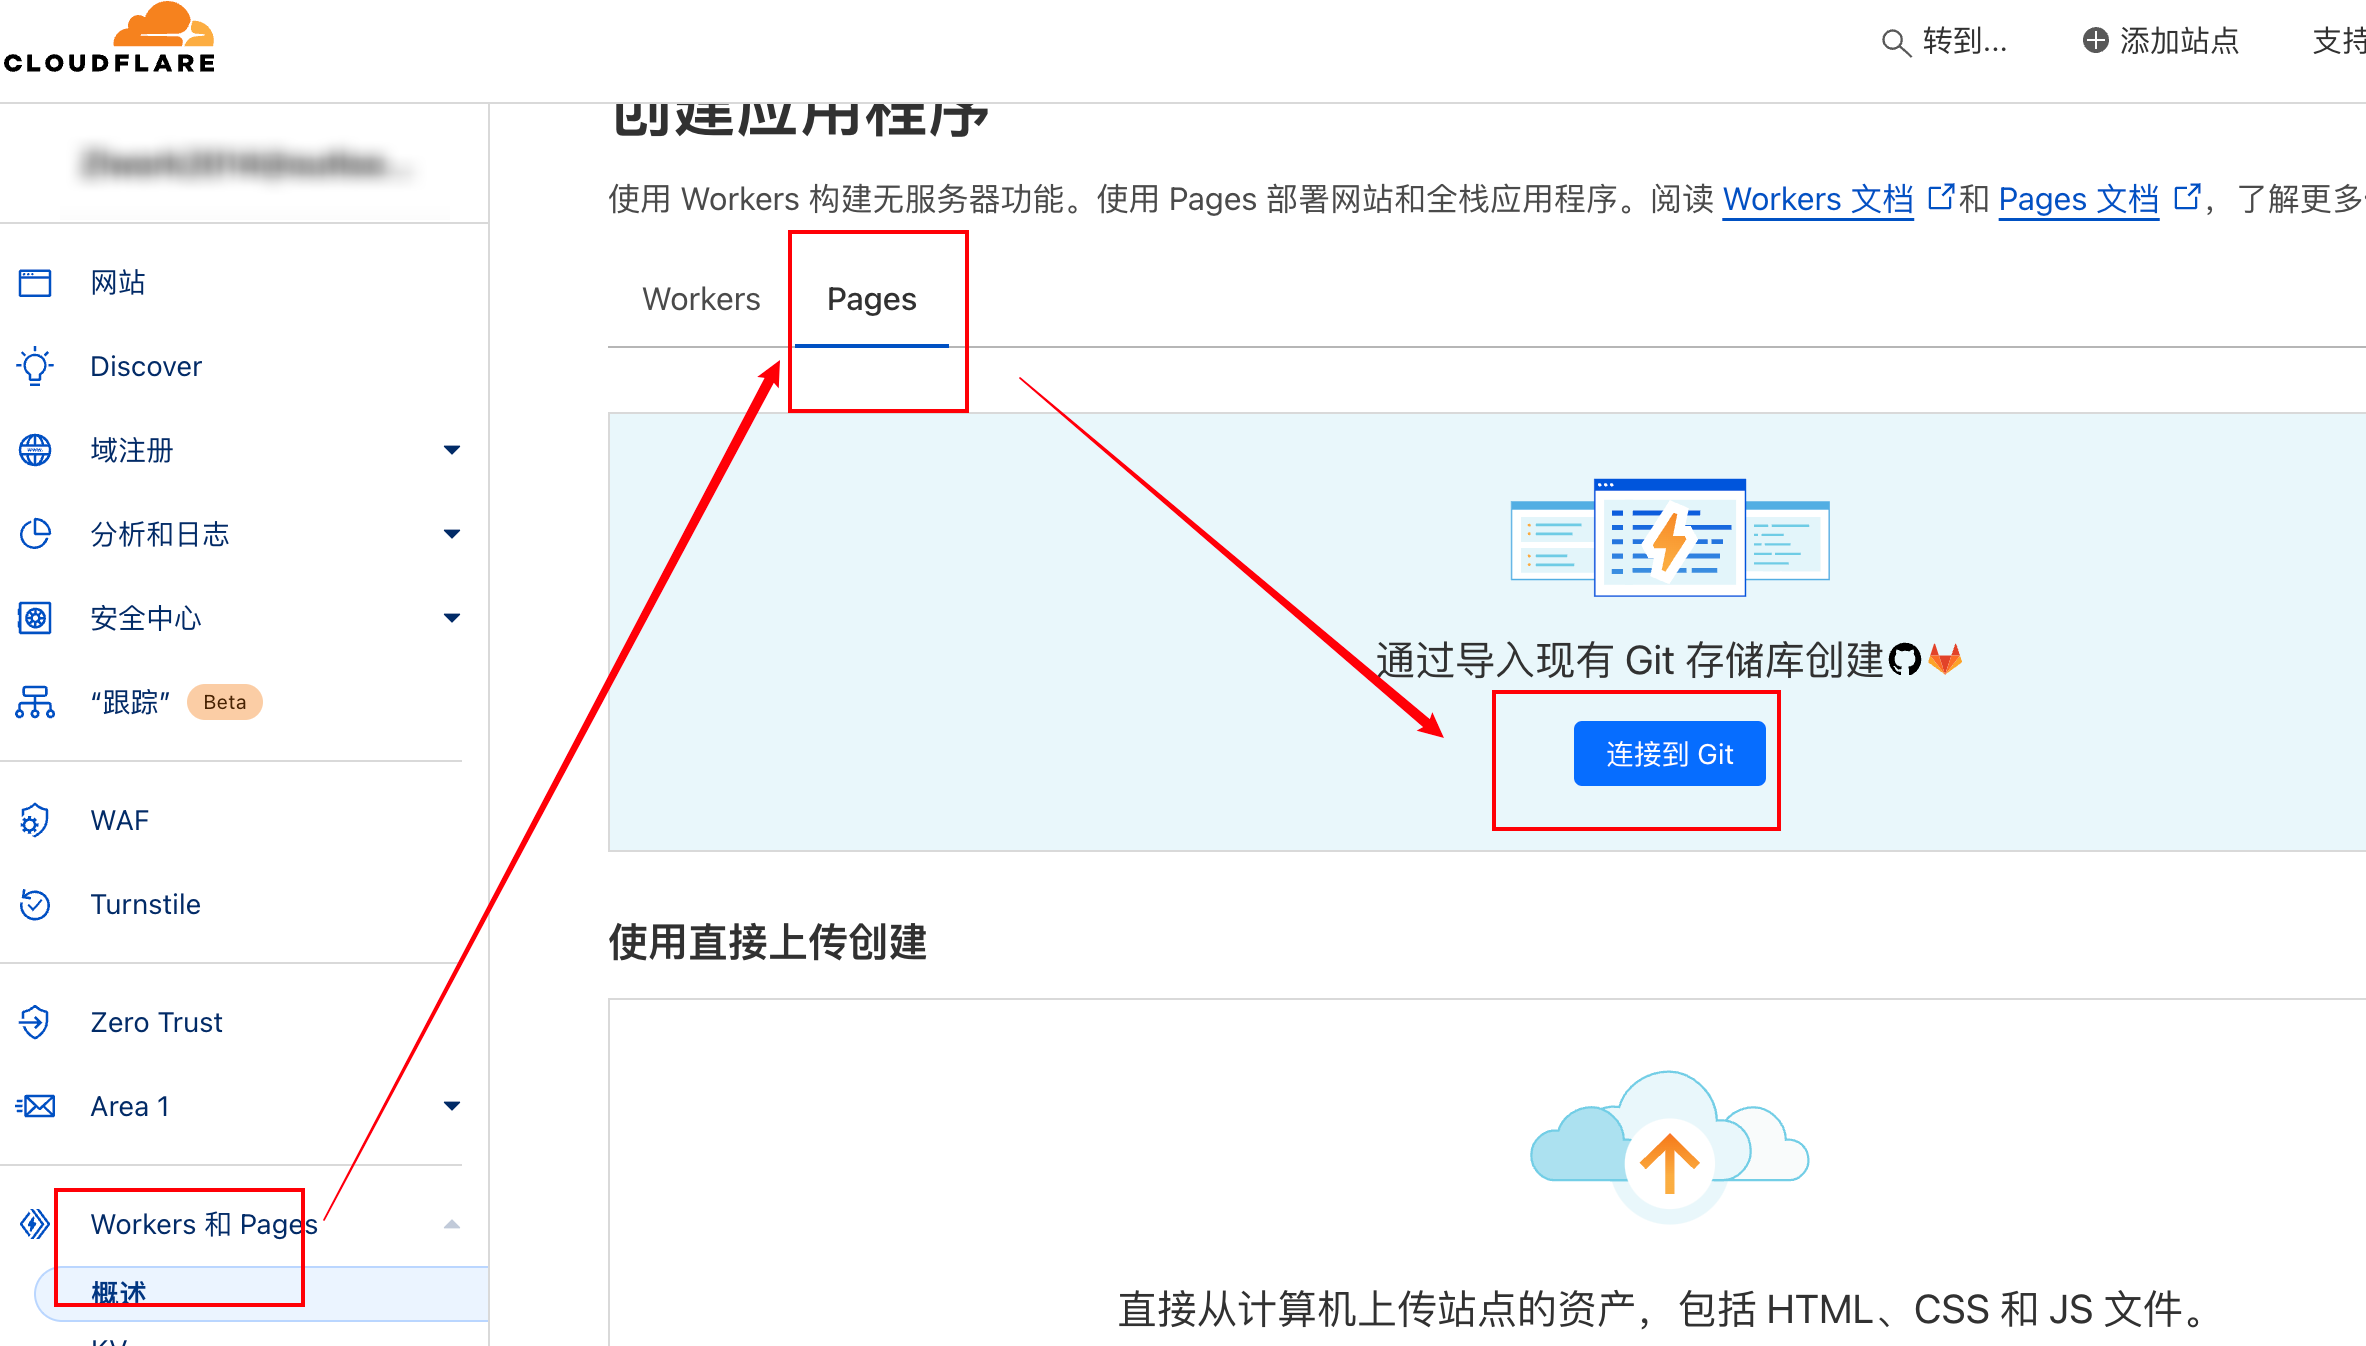 CLOUDFLARE
转到...
添加站点
支持
创建应用程序
使用 Workers 构建无服务器功能。使用 Pages 部署网站和全栈应用程序。阅读 Workers 文档 和 Pages 文档 ，了解更多
Workers
Pages
网站
Discover
域注册
分析和日志
安全中心
“跟踪”
Beta
WAF
Turnstile
Zero Trust
Area 1
Workers 和 Pages
概述
KV
通过导入现有 Git 存储库创建
连接到 Git
使用直接上传创建
直接从计算机上传站点的资产，包括 HTML、CSS 和 JS 文件。